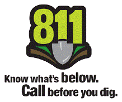 811
Know what's below.
Call before you dig.